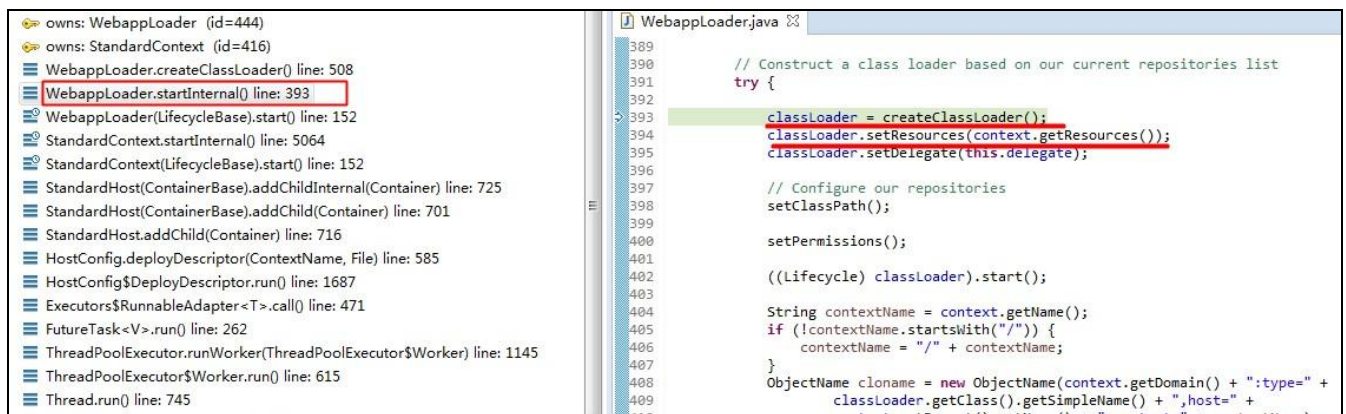 owns: WebappLoader (id=444)
owns: StandardContext (id=416)
WebappLoader.createClassLoader() line: 508
WebappLoader.startInternal() line: 393
WebappLoader(LifecycleBase).start() line: 152
StandardContext.startInternal() line: 5064
StandardContext(LifecycleBase).start() line: 152
StandardHost(ContainerBase).addChildInternal(Container) line: 725
StandardHost(ContainerBase).addChild(Container) line: 701
StandardHost.addChild(Container) line: 716
HostConfig.deployDescriptor(ContextName, File) line: 585
HostConfig$DeployDescriptor.run() line: 1687
Executors$RunnableAdapter<T>.call() line: 471
FutureTask<V>.run() line: 262
ThreadPoolExecutor.runWorker(ThreadPoolExecutor$Worker) line: 1145
ThreadPoolExecutor$Worker.run() line: 615
Thread.run() line: 745
WebappLoader.java
389
390 // Construct a class loader based on our current repositories list
391 try {
392
393 classLoader = createClassLoader();
394 classLoader.setResources(context.getResources());
395 classLoader.setDelegate(this.delegate);
396
397 // Configure our repositories
398 setClassPath();
399
400 setPermissions();
401
402 ((Lifecycle) classLoader).start();
403
404 String contextName = context.getName();
405 if (!contextName.startsWith("/")) {
406 contextName = "/" + contextName;
407 }
408 ObjectName cloname = new ObjectName(context.getDomain() + ":type=" +
409 classLoader.getClass().getSimpleName() + ",host=" +